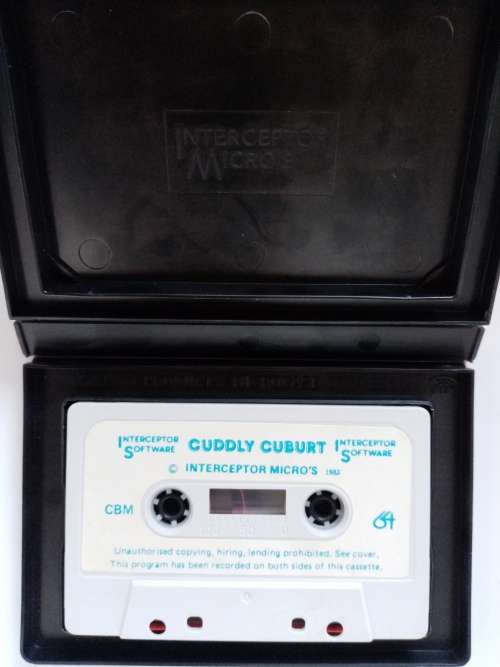 INTERCEPTOR
MICRO'S
INTERCEPTOR
SOFTWARE
CUDDLY CUBURT
INTERCEPTOR
SOFTWARE
© INTERCEPTOR MICRO'S 1983
CBM
64
Unauthorised copying, hiring, lending prohibited. See cover.
This program has been recorded on both sides of this cassette.